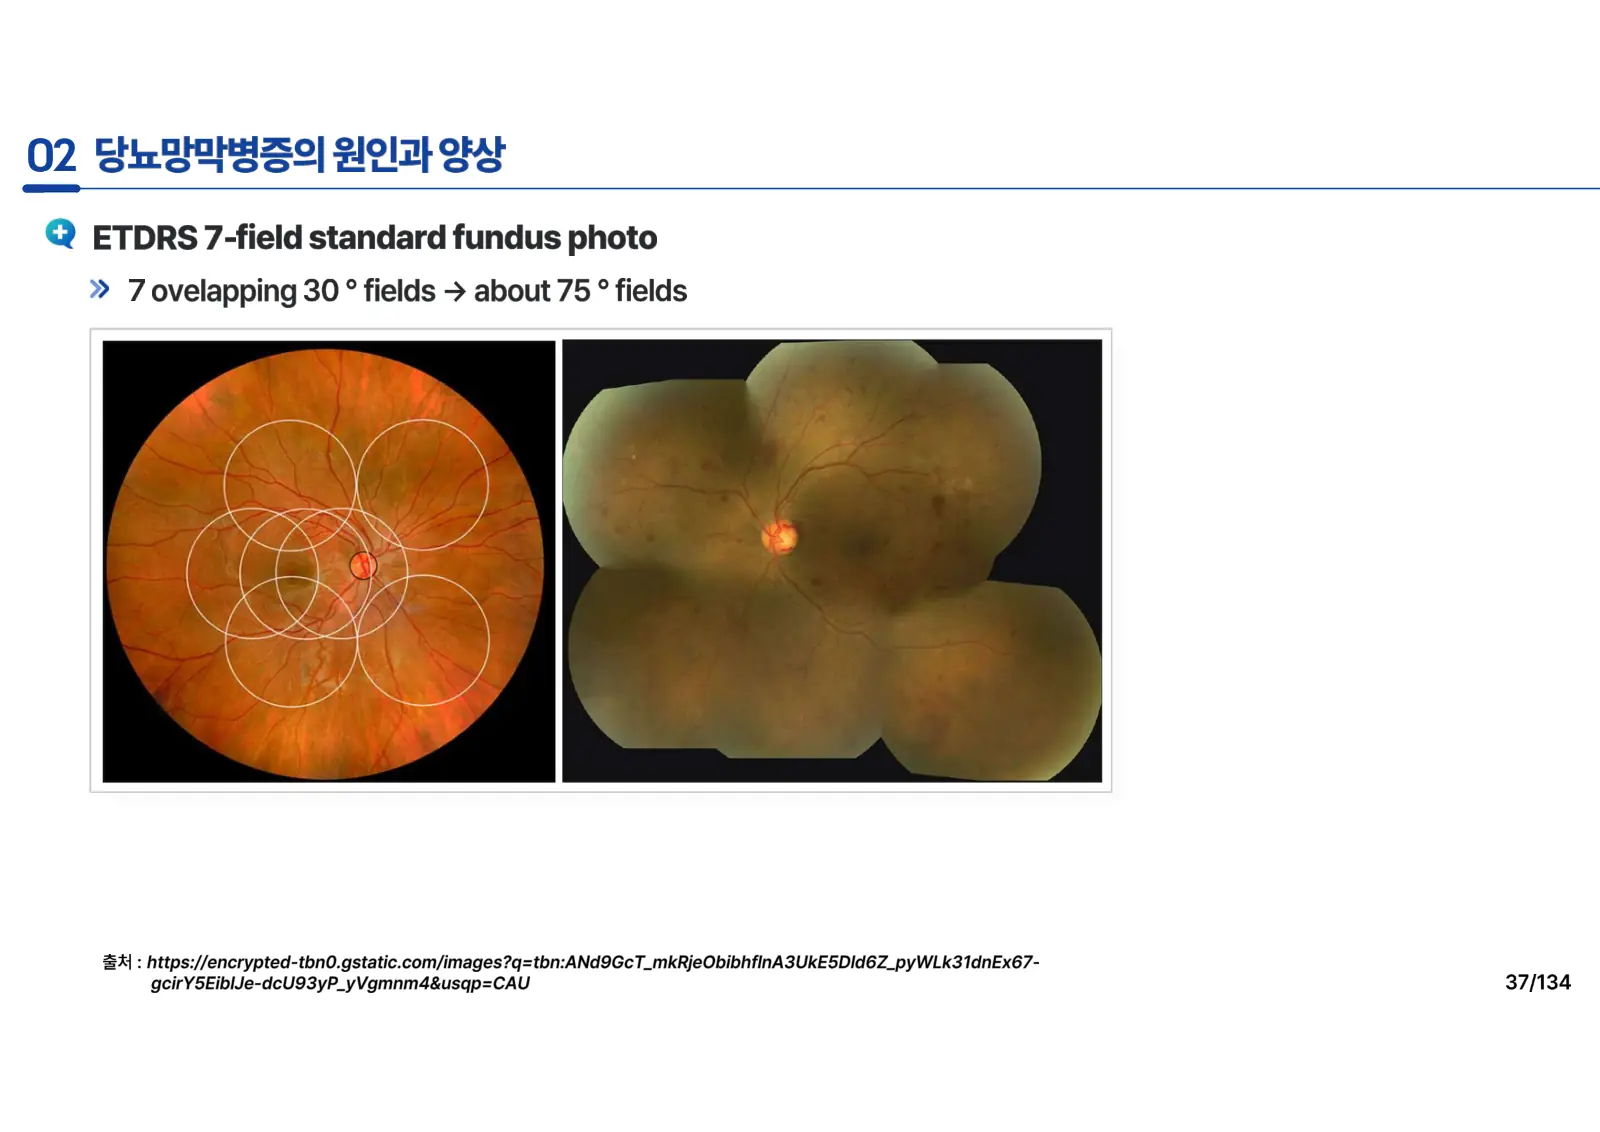 02 당뇨망막병증의 원인과 양상
ETDRS 7-field standard fundus photo
7 ovelapping 30 ° fields → about 75 ° fields
출처 : https://encrypted-tbn0.gstatic.com/images?q=tbn:ANd9GcT_mkRjeObibhflnA3UkE5DId6Z_pyWLk31dnEx67-
gcirY5EiblJe-dcU93yP_yVgmnm4&usqp=CAU
37/134